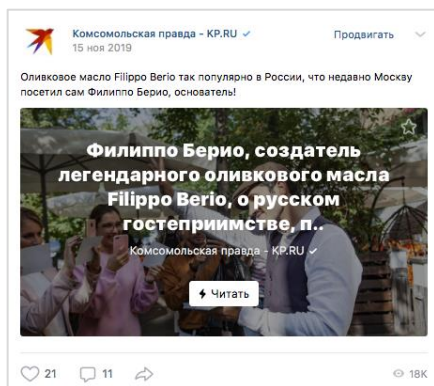 Комсомольская правда - KP.RU
Продвигать
15 ноя 2019
Оливковое масло Filippo Berio так популярно в России, что недавно Москву
посетил сам Филиппо Берио, основатель!
Филиппо Берио, создатель
легендарного оливкового масла
Filippo Berio, о русском
гостеприимстве, п..
Комсомольская правда - KP.RU
Читать
21
11
18K